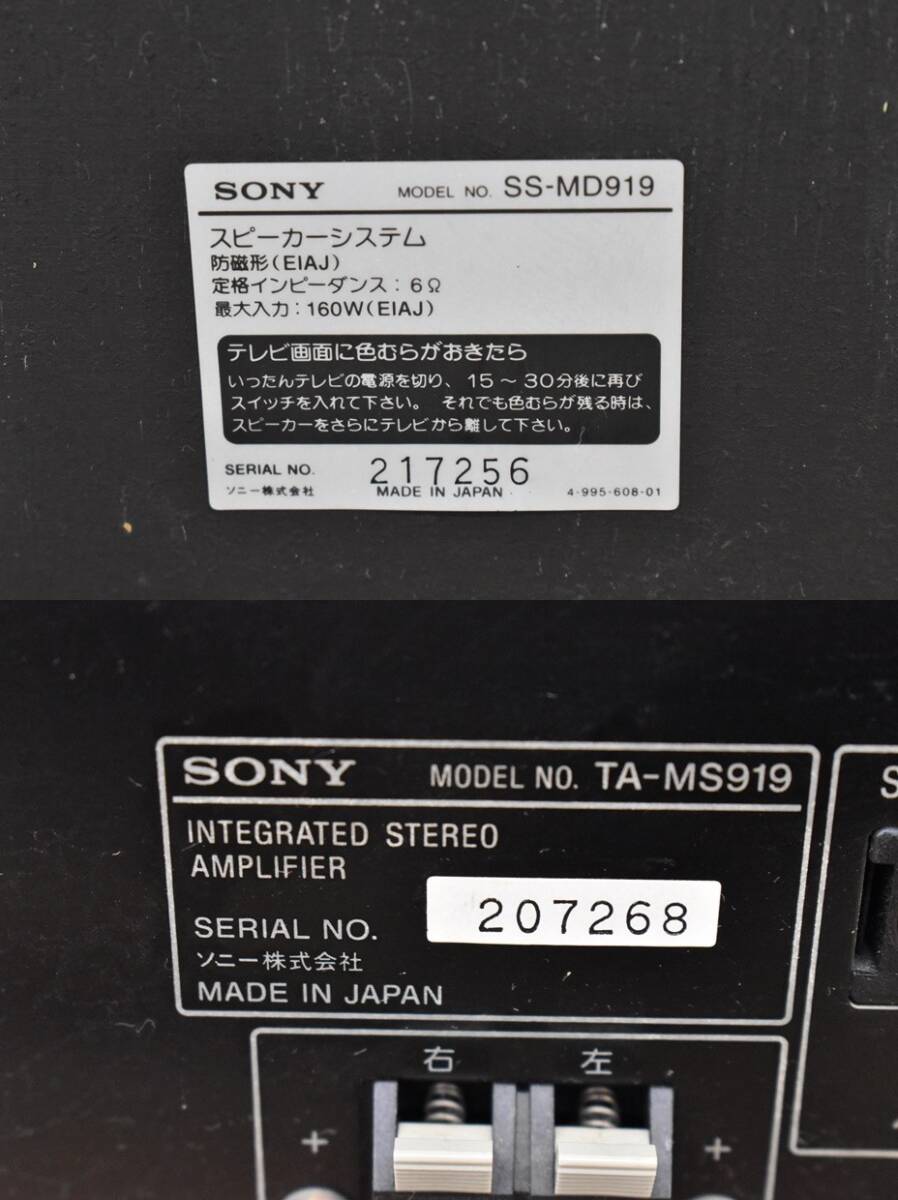 SONY MODEL NO. SS-MD919
スピーカーシステム
防磁形(EIAJ)
定格インピーダンス:6Ω
最大入力:160W(EIAJ)
テレビ画面に色むらがおきたら
いったんテレビの電源を切り、15～30分後に再び
スイッチを入れて下さい。それでも色むらが残る時は、
スピーカーをさらにテレビから離して下さい。
SERIAL NO. 217256
ソニー株式会社 MADE IN JAPAN 4-995-608-01
SONY MODEL NO. TA-MS919
INTEGRATED STEREO
AMPLIFIER
SERIAL NO. 207268
ソニー株式会社
MADE IN JAPAN
S
右 左
+ +